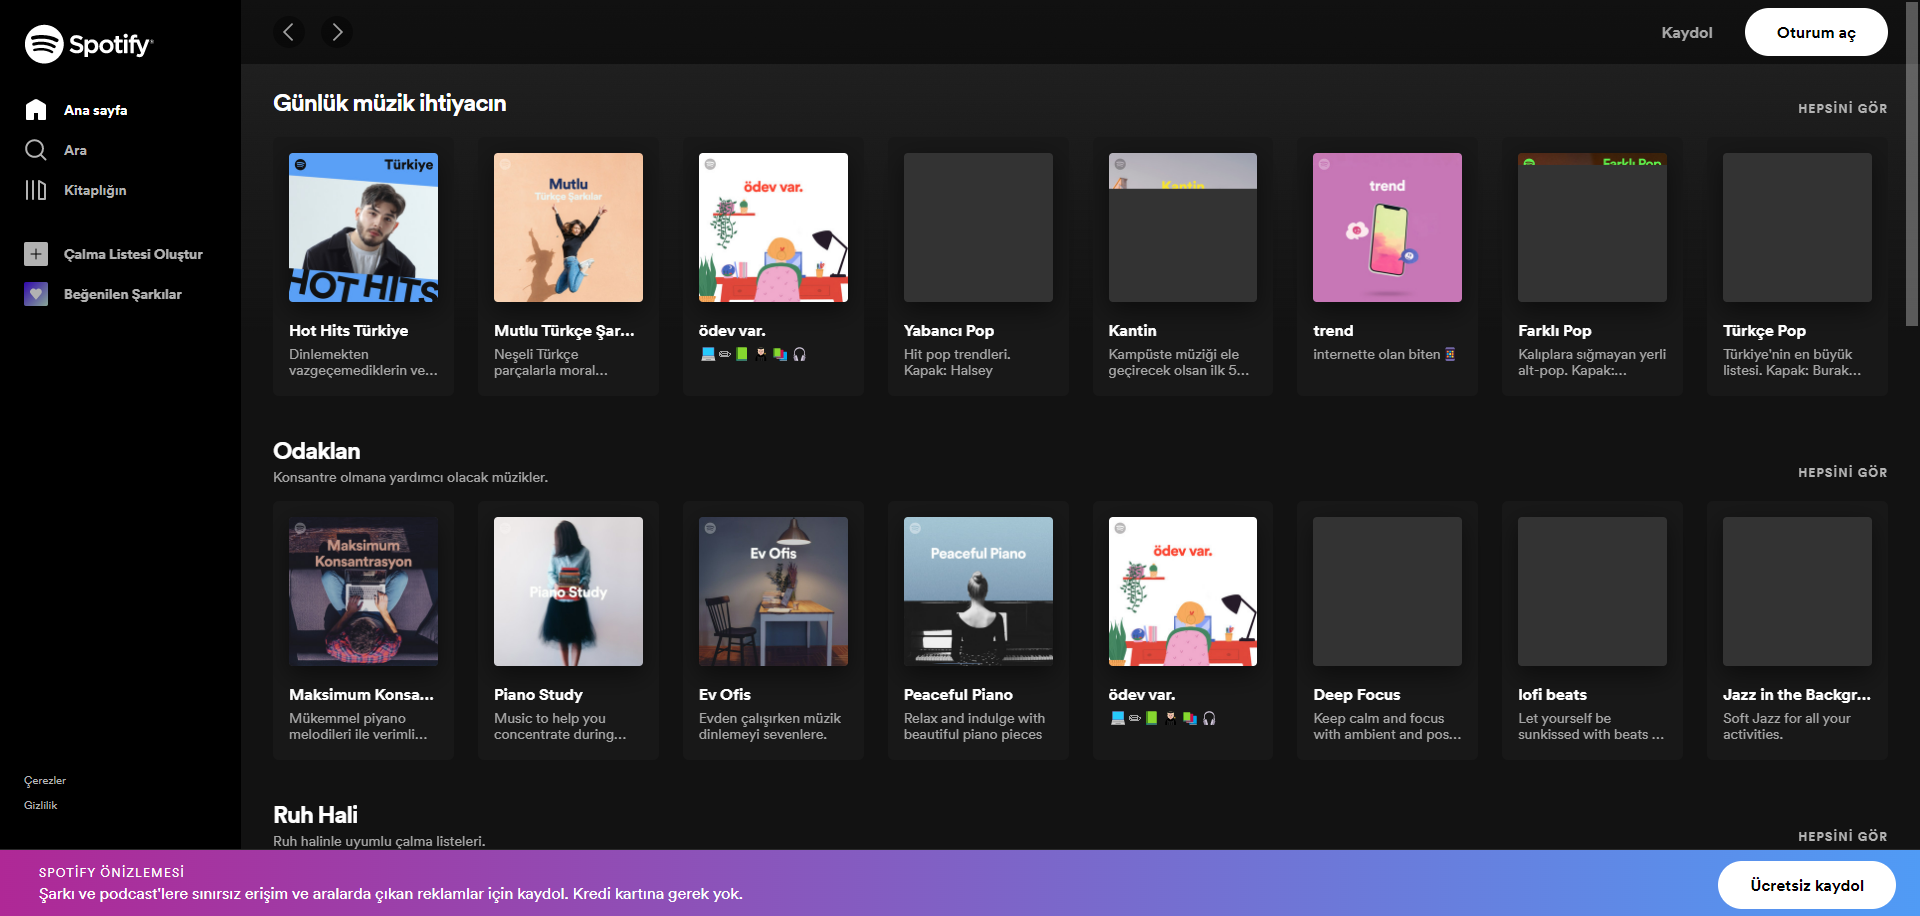 Spotify
Ana sayfa
Ara
Kitaplığın
Çalma Listesi Oluştur
Beğenilen Şarkılar
Çerezler
Gizlilik
Kaydol
Oturum aç
Günlük müzik ihtiyacın
HEPSİNİ GÖR
Türkiye
HOT HITS
Hot Hits Türkiye
Dinlemekten
vazgeçemediklerin ve...
Mutlu
Türkçe Şarkılar
Mutlu Türkçe Şar...
Neşeli Türkçe
parçalarla moral...
ödev var.
ödev var.
Yabancı Pop
Hit pop trendleri.
Kapak: Halsey
Kantin
Kantin
Kampüste müziği ele
geçirecek olsan ilk 5...
trend
trend
internette olan biten
Farklı Pop
Farklı Pop
Kalıplara sığmayan yerli
alt-pop. Kapak:...
Türkçe Pop
Türkiye'nin en büyük
listesi. Kapak: Burak...
Odaklan
Konsantre olmana yardımcı olacak müzikler.
HEPSİNİ GÖR
Maksimum
Konsantrasyon
Maksimum Konsa...
Mükemmel piyano
melodileri ile verimli...
Piano Study
Piano Study
Music to help you
concentrate during...
Ev Ofis
Ev Ofis
Evden çalışırken müzik
dinlemeyi sevenlere.
Peaceful Piano
Peaceful Piano
Relax and indulge with
beautiful piano pieces
ödev var.
ödev var.
Deep Focus
Keep calm and focus
with ambient and pos...
lofi beats
Let yourself be
sunkissed with beats ...
Jazz in the Backgr...
Soft Jazz for all your
activities.
Ruh Hali
Ruh halinle uyumlu çalma listeleri.
HEPSİNİ GÖR
SPOTİFY ÖNİZLEMESİ
Şarkı ve podcast'lere sınırsız erişim ve aralarda çıkan reklamlar için kaydol. Kredi kartına gerek yok.
Ücretsiz kaydol